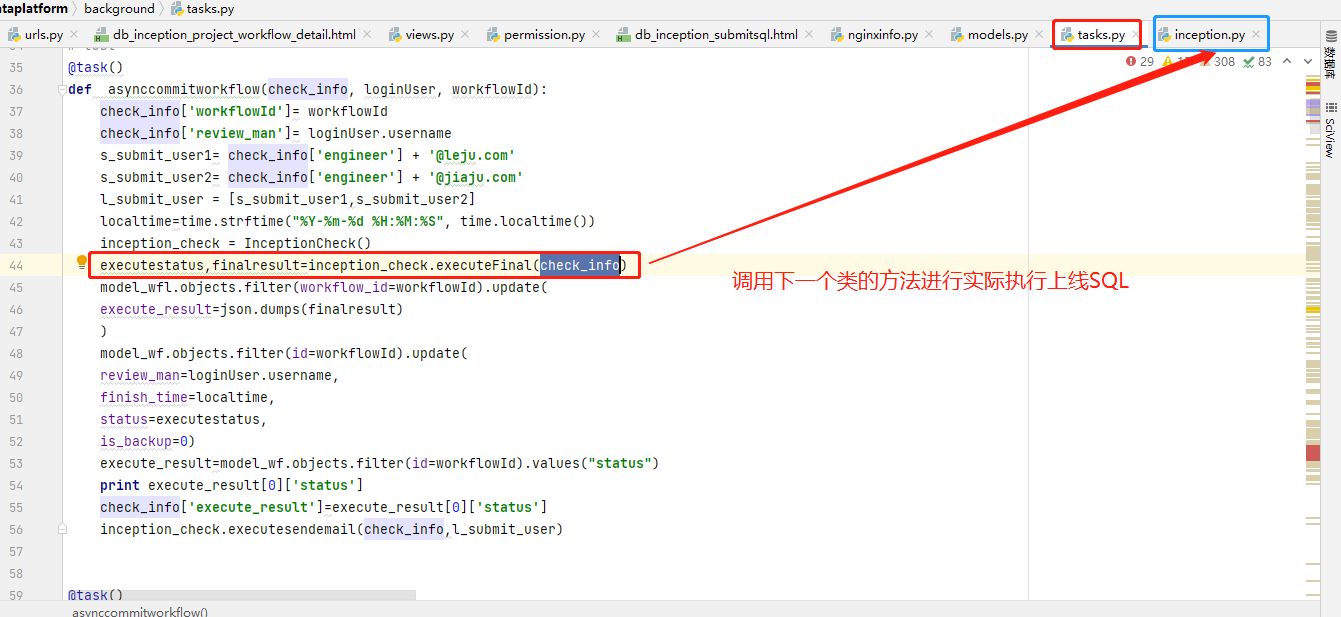 ataplatform background tasks.py
urls.py db_inception_project_workflow_detail.html views.py permission.py db_inception_submitsql.html nginxinfo.py models.py tasks.py inception.py
29 308 83
35 @task()
36 def asynccommitworkflow(check_info, loginUser, workflowId):
37 check_info['workflowId']= workflowId
38 check_info['review_man']= loginUser.username
39 s_submit_user1= check_info['engineer'] + '@leju.com'
40 s_submit_user2= check_info['engineer'] + '@jiaju.com'
41 l_submit_user = [s_submit_user1,s_submit_user2]
42 localtime=time.strftime("%Y-%m-%d %H:%M:%S", time.localtime())
43 inception_check = InceptionCheck()
44 executestatus,finalresult=inception_check.executeFinal(check_info)
调用下一个类的方法进行实际执行上线SQL
45 model_wfl.objects.filter(workflow_id=workflowId).update(
46 execute_result=json.dumps(finalresult)
47 )
48 model_wf.objects.filter(id=workflowId).update(
49 review_man=loginUser.username,
50 finish_time=localtime,
51 status=executestatus,
52 is_backup=0)
53 execute_result=model_wf.objects.filter(id=workflowId).values("status")
54 print execute_result[0]['status']
55 check_info['execute_result']=execute_result[0]['status']
56 inception_check.executesendemail(check_info,l_submit_user)
57
58
59 @task()
asynccommitworkflow()
数据库
SciView